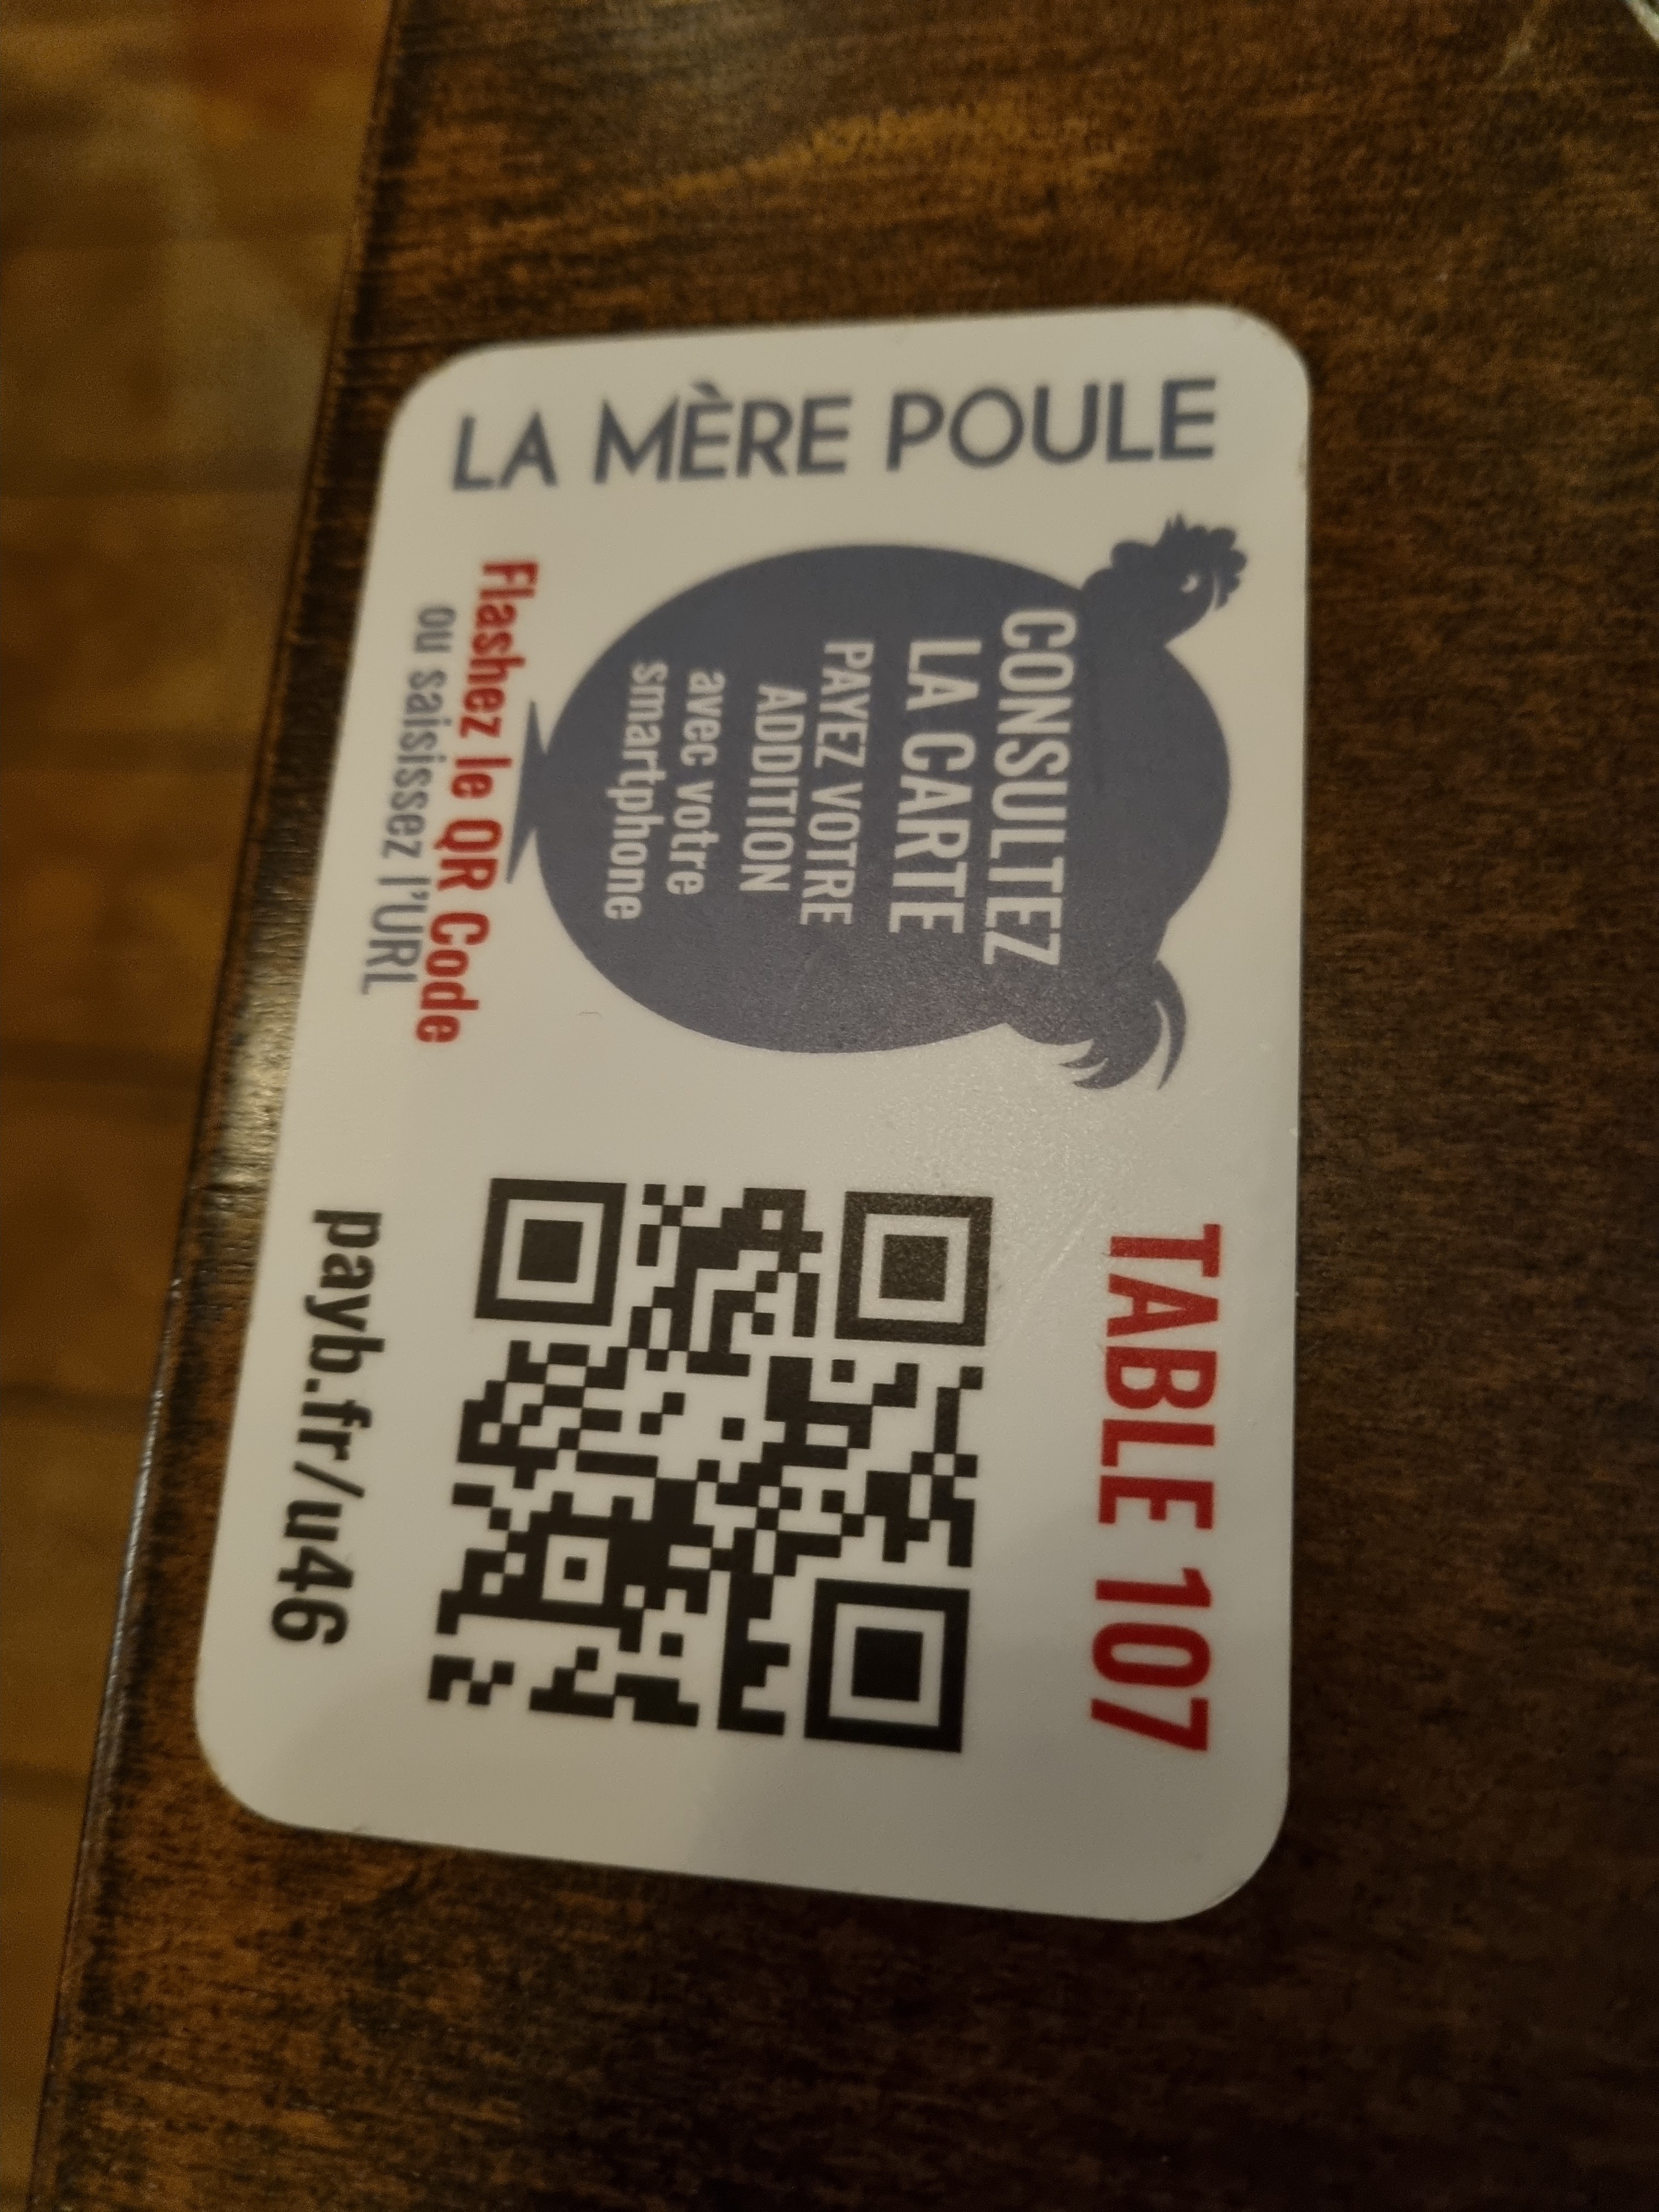 LA MÈRE POULE
CONSULTEZ
LA CARTE
PAYEZ VOTRE
ADDITION
avec votre
smartphone
Flashez le QR Code
ou saisissez l'URL
TABLE 107
payb.fr/u46